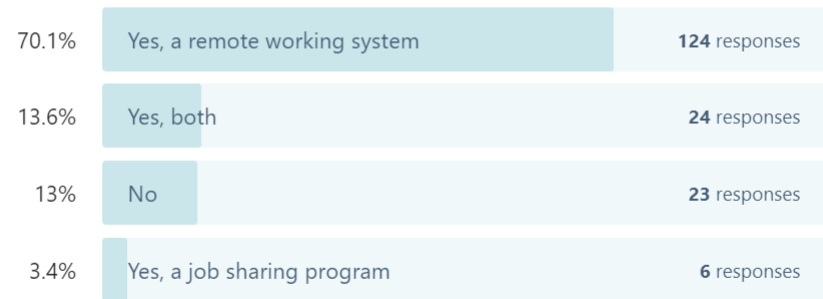 70.1% Yes, a remote working system 124 responses
13.6% Yes, both 24 responses
13% No 23 responses
3.4% Yes, a job sharing program 6 responses